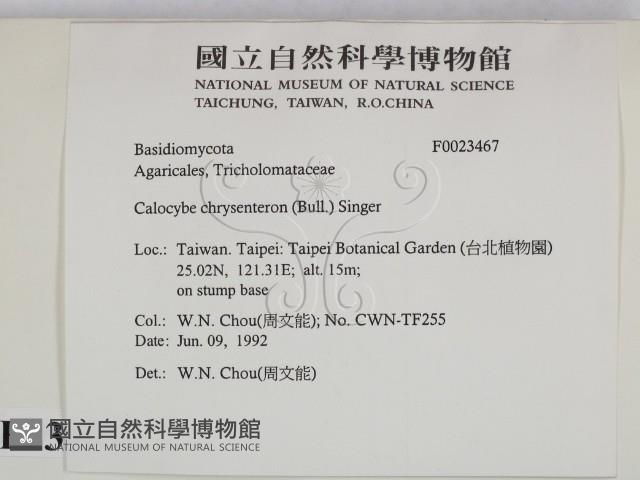 國立自然科學博物館
NATIONAL MUSEUM OF NATURAL SCIENCE
TAICHUNG, TAIWAN, R.O.CHINA
Basidiomycota F0023467
Agaricales, Tricholomataceae
Calocybe chrysenteron (Bull.) Singer
Loc.: Taiwan. Taipei: Taipei Botanical Garden (台北植物園)
25.02N, 121.31E; alt. 15m;
on stump base
Col.: W.N. Chou(周文能); No. CWN-TF255
Date: Jun. 09, 1992
Det.: W.N. Chou(周文能)
國立自然科學博物館
NATIONAL MUSEUM OF NATURAL SCIENCE